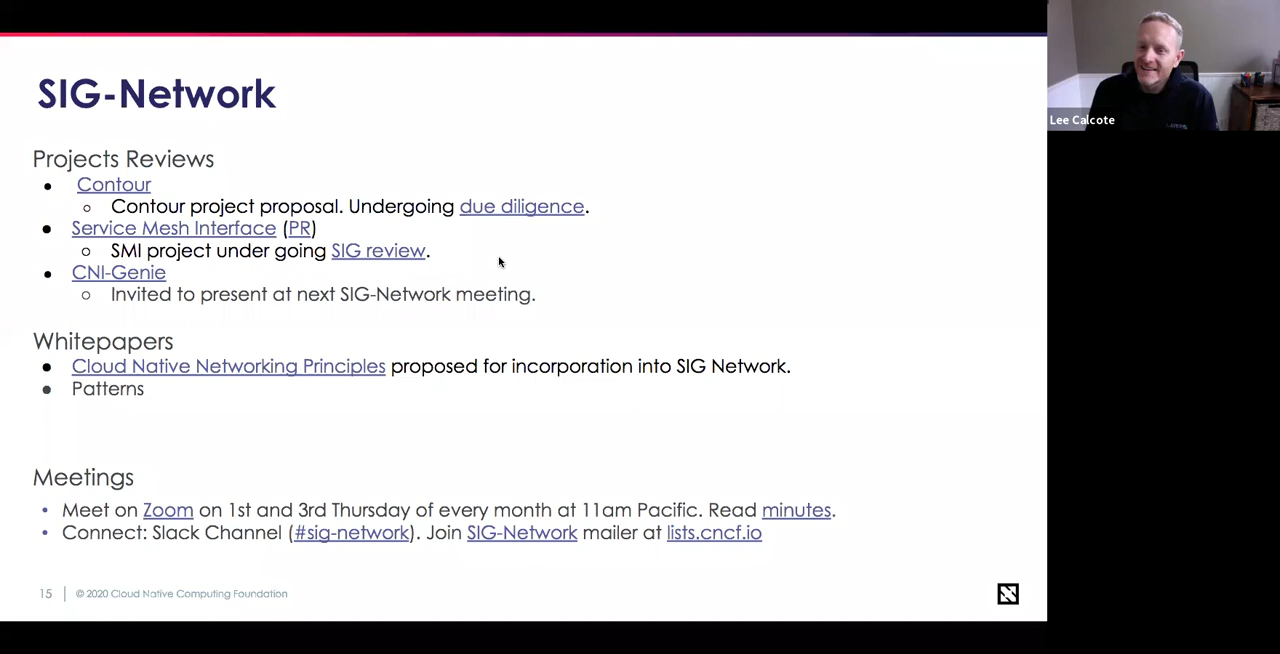 SIG-Network
Projects Reviews
● Contour
○ Contour project proposal. Undergoing due diligence.
● Service Mesh Interface (PR)
○ SMI project under going SIG review.
● CNI-Genie
○ Invited to present at next SIG-Network meeting.
Whitepapers
● Cloud Native Networking Principles proposed for incorporation into SIG Network.
● Patterns
Meetings
• Meet on Zoom on 1st and 3rd Thursday of every month at 11am Pacific. Read minutes.
• Connect: Slack Channel (#sig-network). Join SIG-Network mailer at lists.cncf.io
15 | © 2020 Cloud Native Computing Foundation
Lee Calcote